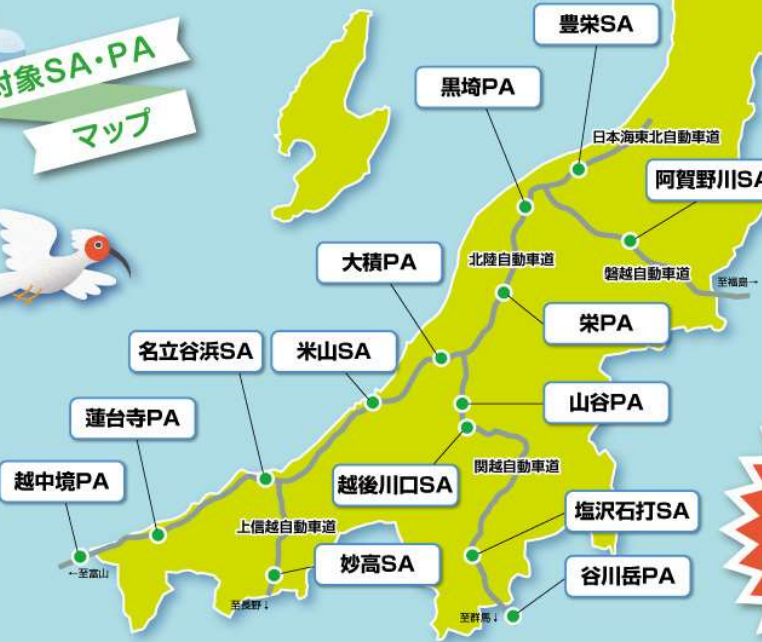 対象SA・PA
マップ
豊栄SA
黒埼PA
日本海東北自動車道
阿賀野川SA
大積PA
北陸自動車道
磐越自動車道
至福島→
栄PA
名立谷浜SA
米山SA
山谷PA
蓮台寺PA
関越自動車道
越中境PA
越後川口SA
塩沢石打SA
上信越自動車道
←至富山
妙高SA
谷川岳PA
至長野↓
至群馬↓